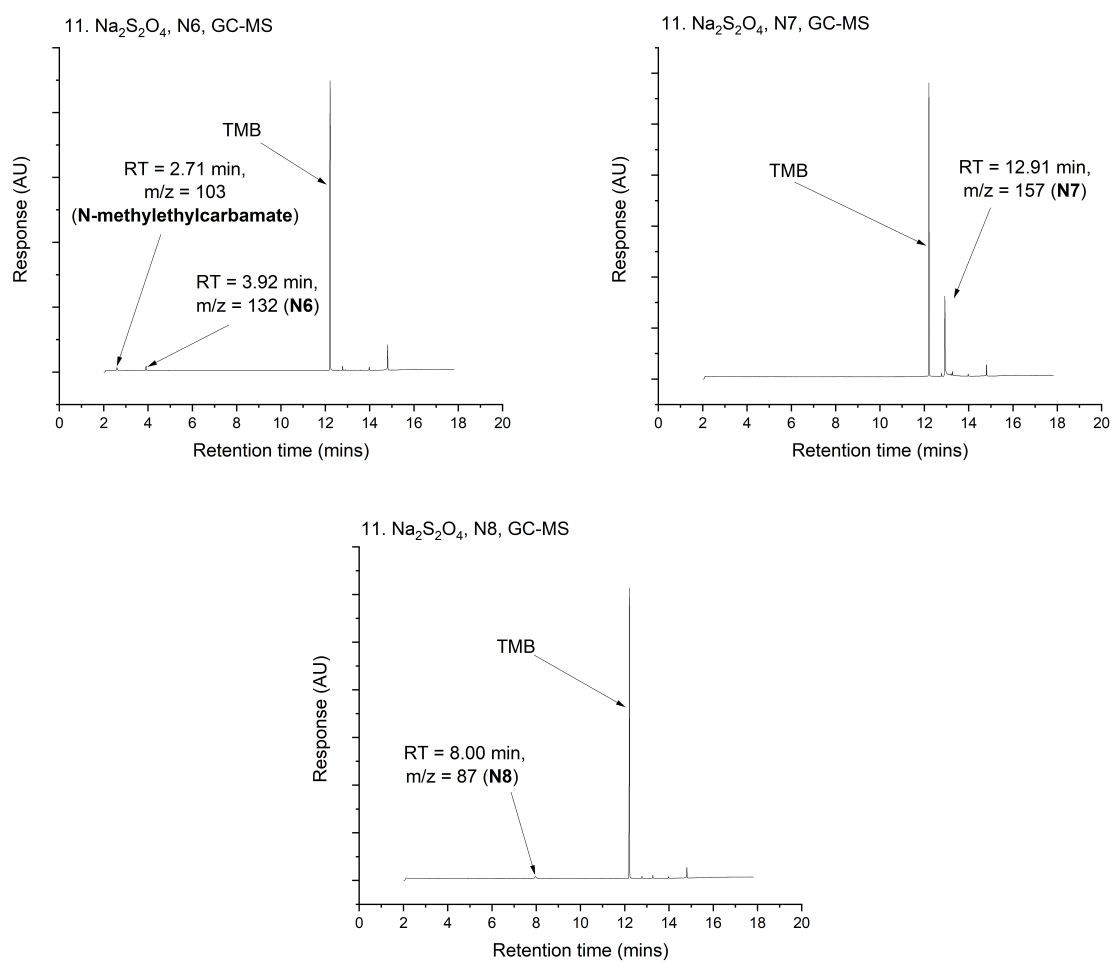 11. Na₂S₂O₄, N6, GC-MS
Response (AU)
TMB
RT = 2.71 min,
m/z = 103
(N-methylethylcarbamate)
RT = 3.92 min,
m/z = 132 (N6)
0 2 4 6 8 10 12 14 16 18 20
Retention time (mins)
11. Na₂S₂O₄, N7, GC-MS
Response (AU)
TMB
RT = 12.91 min,
m/z = 157 (N7)
0 2 4 6 8 10 12 14 16 18 20
Retention time (mins)
11. Na₂S₂O₄, N8, GC-MS
Response (AU)
TMB
RT = 8.00 min,
m/z = 87 (N8)
0 2 4 6 8 10 12 14 16 18 20
Retention time (mins)